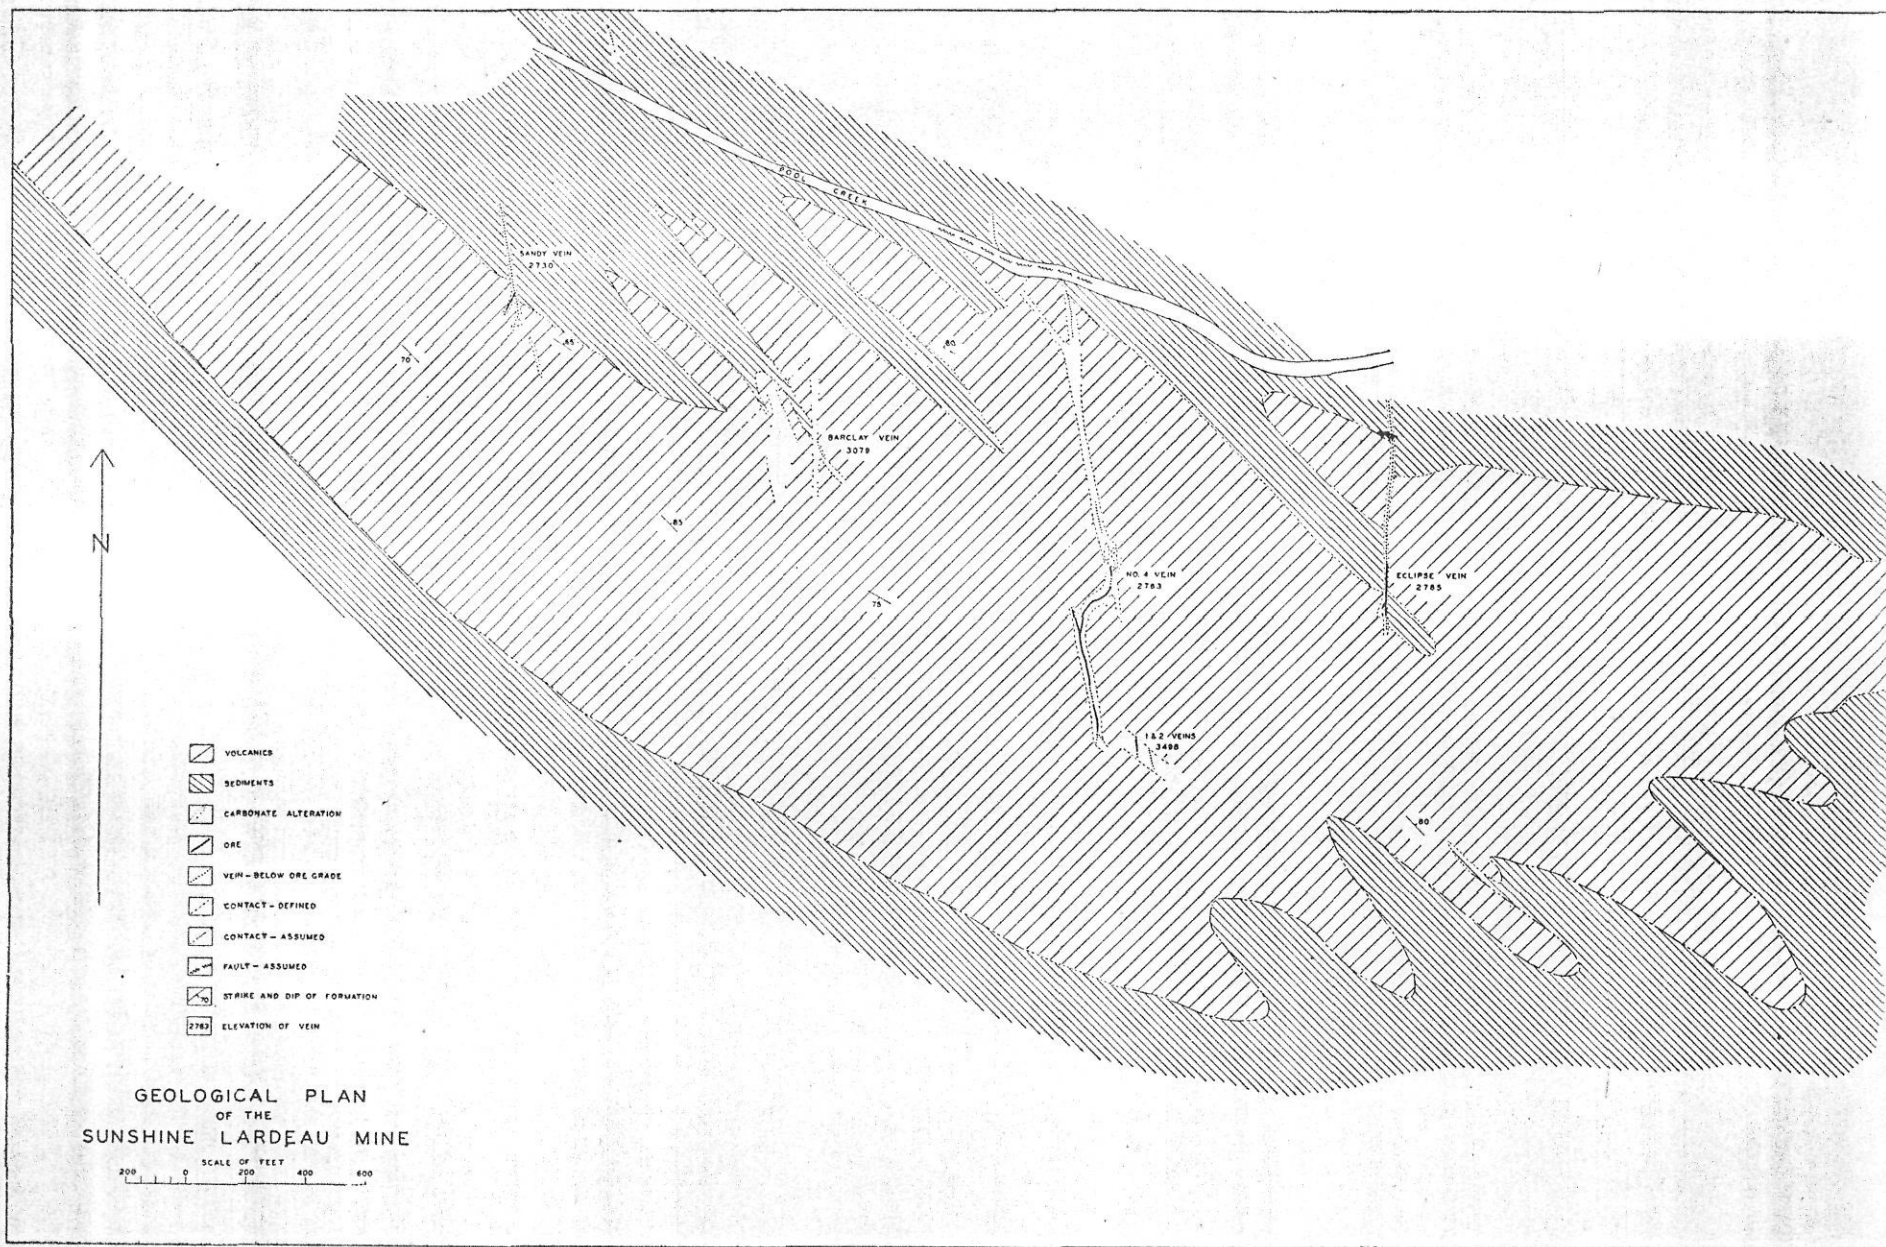 POOL CREEK
SANDY VEIN
2730
65
70
80
BARCLAY VEIN
3078
85
N
NO. 4 VEIN
2783
ECLIPSE VEIN
2785
75
1 & 2 VEINS
3498
80
VOLCANICS
SEDIMENTS
CARBONATE ALTERATION
ORE
VEIN - BELOW ORE GRADE
CONTACT - DEFINED
CONTACT - ASSUMED
FAULT - ASSUMED
70 STRIKE AND DIP OF FORMATION
2783 ELEVATION OF VEIN
GEOLOGICAL PLAN
OF THE
SUNSHINE LARDEAU MINE
SCALE OF FEET
200 0 200 400 600